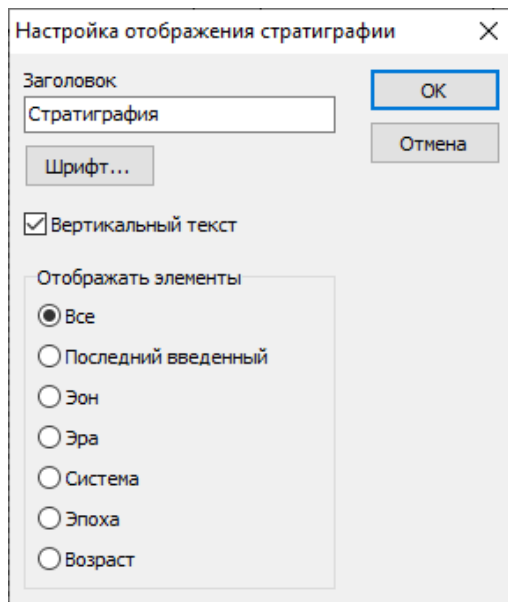 Настройка отображения стратиграфии
Заголовок
Стратиграфия
OK
Отмена
Шрифт...
Вертикальный текст
Отображать элементы
Все
Последний введенный
Эон
Эра
Система
Эпоха
Возраст